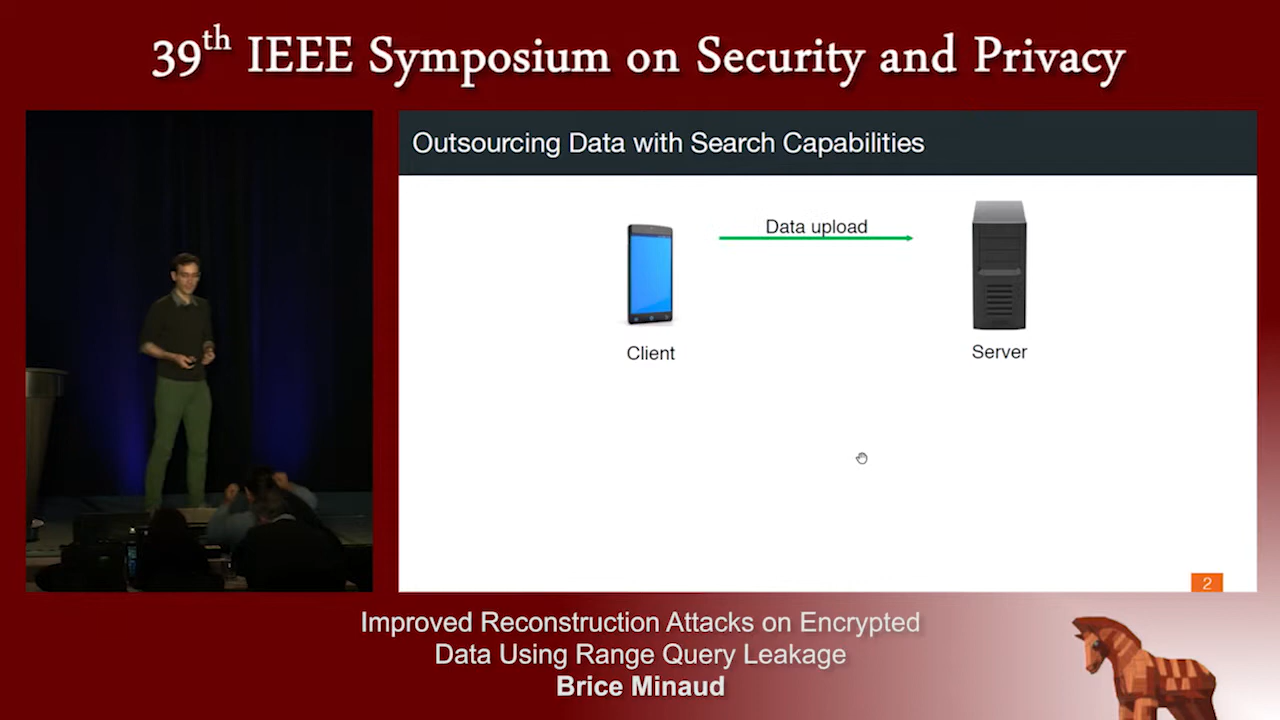 39th IEEE Symposium on Security and Privacy
Outsourcing Data with Search Capabilities
Data upload
Client
Server
2
Improved Reconstruction Attacks on Encrypted
Data Using Range Query Leakage
Brice Minaud